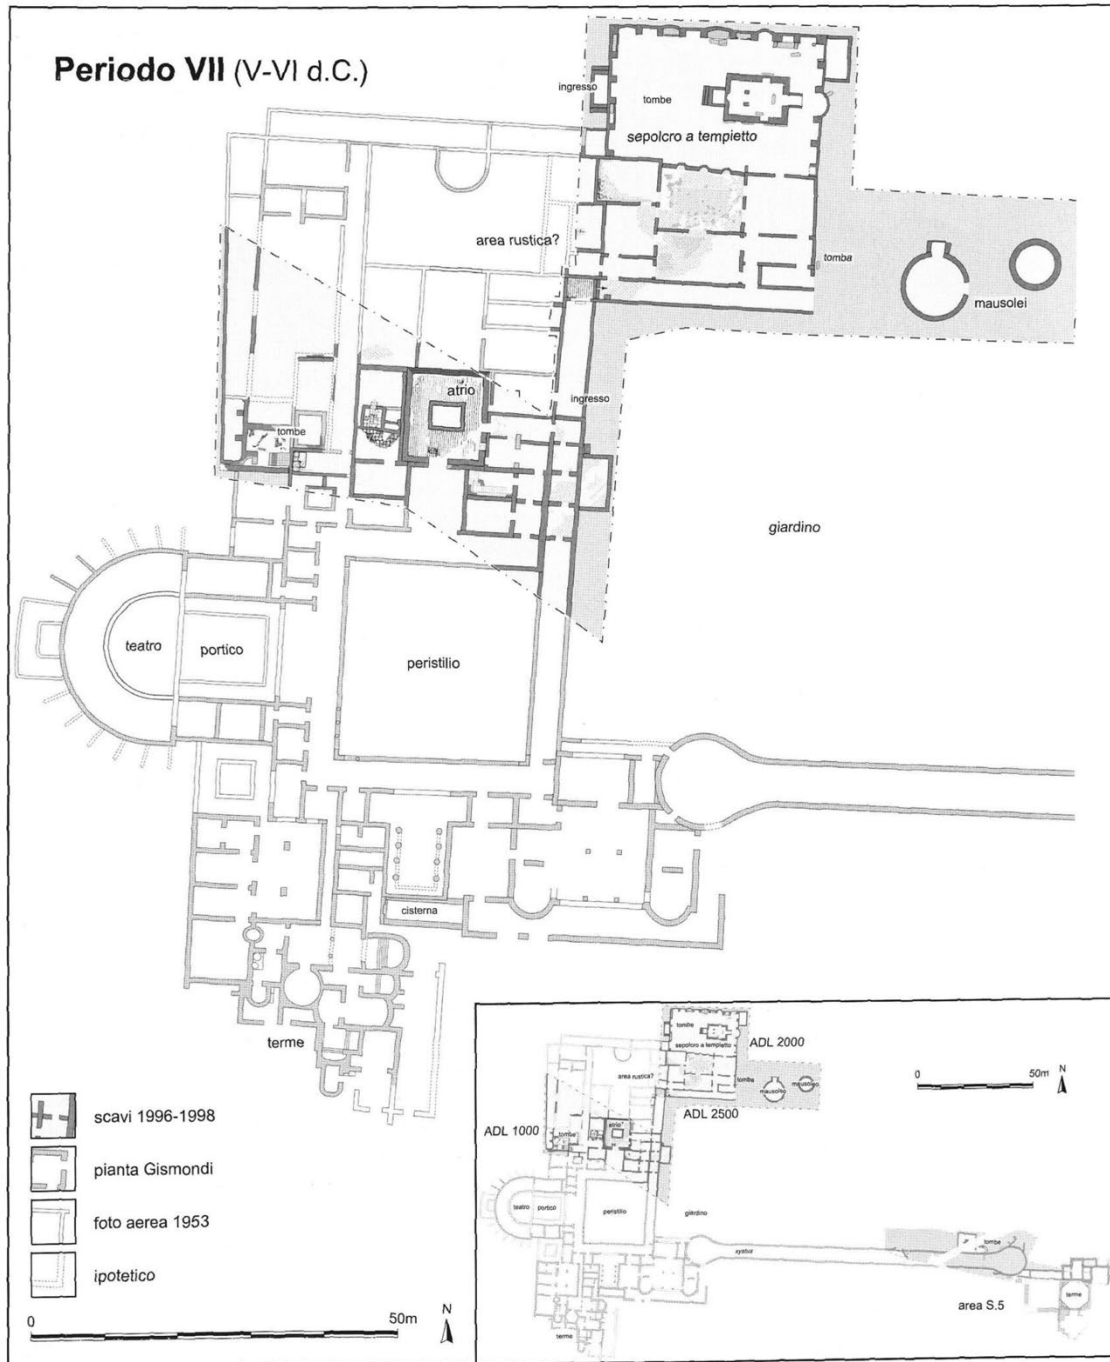 Periodo VII (V-VI d.C.)
ingresso
tombe
sepolcro a tempietto
area rustica?
tomba
mausolei
atrio
ingresso
tombe
giardino
teatro
portico
peristilio
cisterna
terme
scavi 1996-1998
pianta Gismondi
foto aerea 1953
ipotetico
0 50m
N
tombe
ADL 2000
sepolcro a tempietto
area rustica?
tomba
mausoleo
mausoleo
0 50m
N
ADL 2500
ADL 1000
atrio
tombe
teatro
portico
peristilio
giardino
xystus
tombe
area S.5
terme
terme